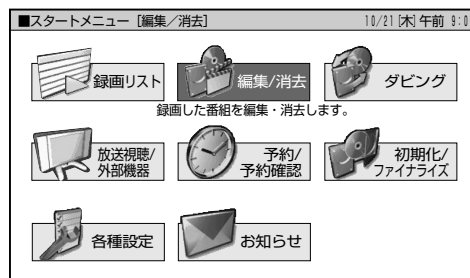 ■スタートメニュー [編集／消去] 10/21[木]午前 9:0
録画リスト 編集/消去 ダビング
録画した番組を編集・消去します。
放送視聴/ 予約/ 初期化/
外部機器 予約確認 ファイナライズ
各種設定 お知らせ